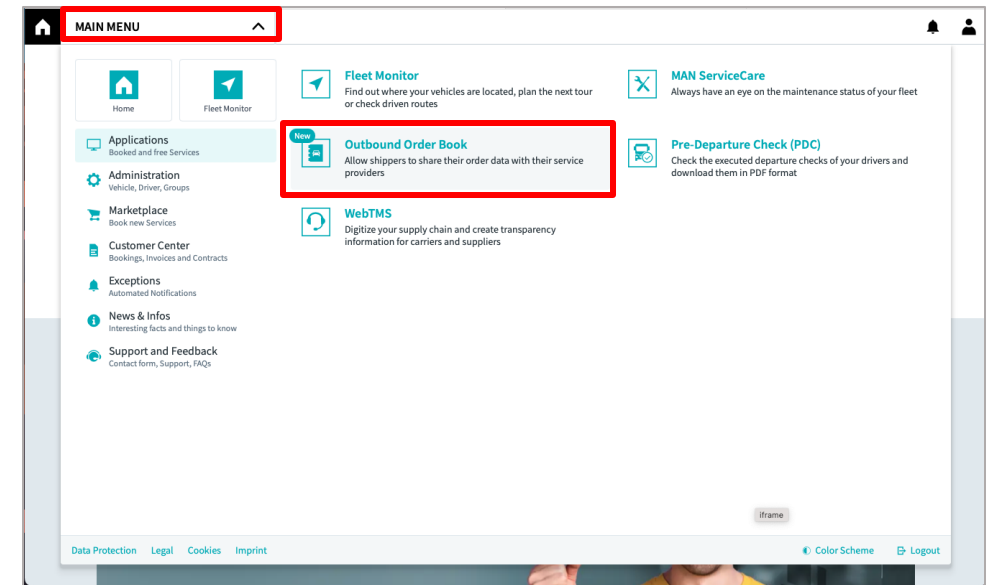 MAIN MENU
Home
Fleet Monitor
Applications
Booked and free Services
Administration
Vehicle, Driver, Groups
Marketplace
Book new Services
Customer Center
Bookings, Invoices and Contracts
Exceptions
Automated Notifications
News & Infos
Interesting facts and things to know
Support and Feedback
Contact form, Support, FAQs
Fleet Monitor
Find out where your vehicles are located, plan the next tour
or check driven routes
MAN ServiceCare
Always have an eye on the maintenance status of your fleet
New
Outbound Order Book
Allow shippers to share their order data with their service
providers
Pre-Departure Check (PDC)
Check the executed departure checks of your drivers and
download them in PDF format
WebTMS
Digitize your supply chain and create transparency
information for carriers and suppliers
iframe
Data Protection Legal Cookies Imprint
Color Scheme Logout